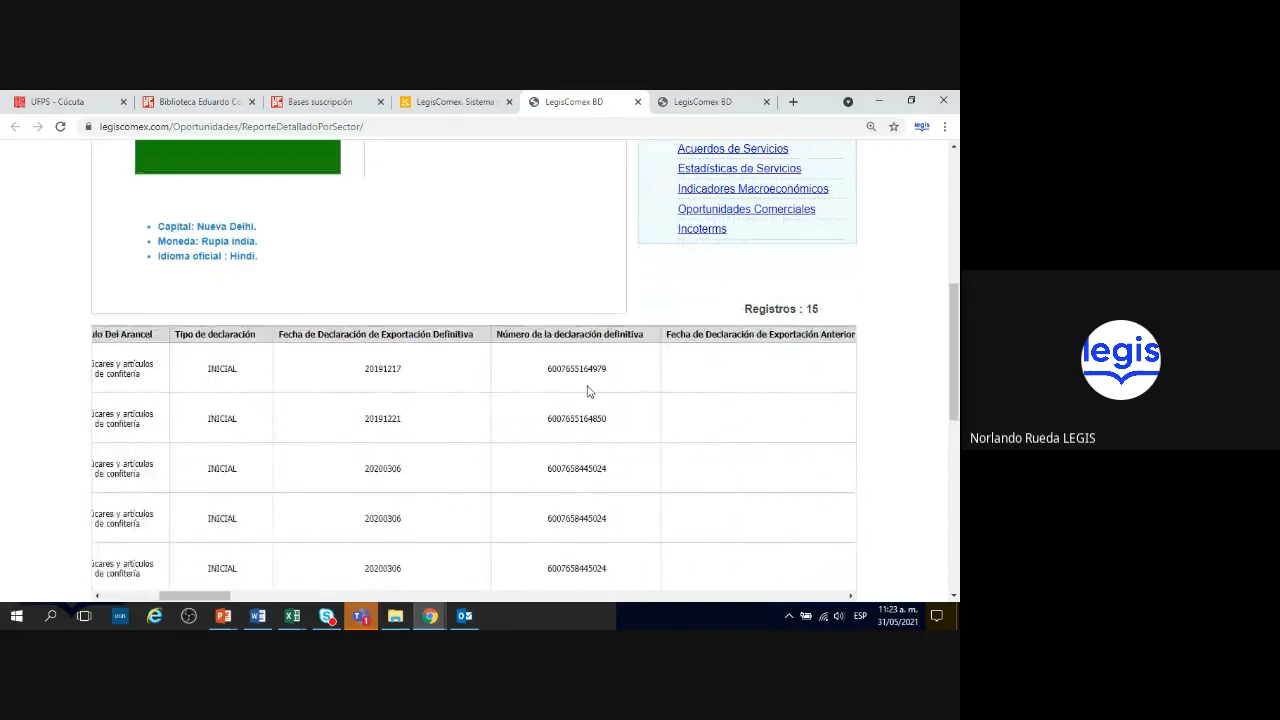 UFPS - Cúcuta
Biblioteca Eduardo Co
Bases suscripción
LegisComex. Sistema
LegisComex BD
LegisComex BD
legiscomex.com/Oportunidades/ReporteDetalladoPorSector/
legis
Acuerdos de Servicios
Estadísticas de Servicios
Indicadores Macroeconómicos
Oportunidades Comerciales
Incoterms
• Capital: Nueva Delhi.
• Moneda: Rupia india.
• Idioma oficial : Hindi.
Registros : 15
ulo Del Arancel Tipo de declaración Fecha de Declaración de Exportación Definitiva Número de la declaración definitiva Fecha de Declaración de Exportación Anterior
úcares y artículos
de confitería
INICIAL 20191217 6007655164979
úcares y artículos
de confitería
INICIAL 20191221 6007655164850
úcares y artículos
de confitería
INICIAL 20200306 6007658445024
úcares y artículos
de confitería
INICIAL 20200306 6007658445024
úcares y artículos
de confitería
INICIAL 20200306 6007658445024
ESP
11:23 a. m.
31/05/2021
legis
Norlando Rueda LEGIS